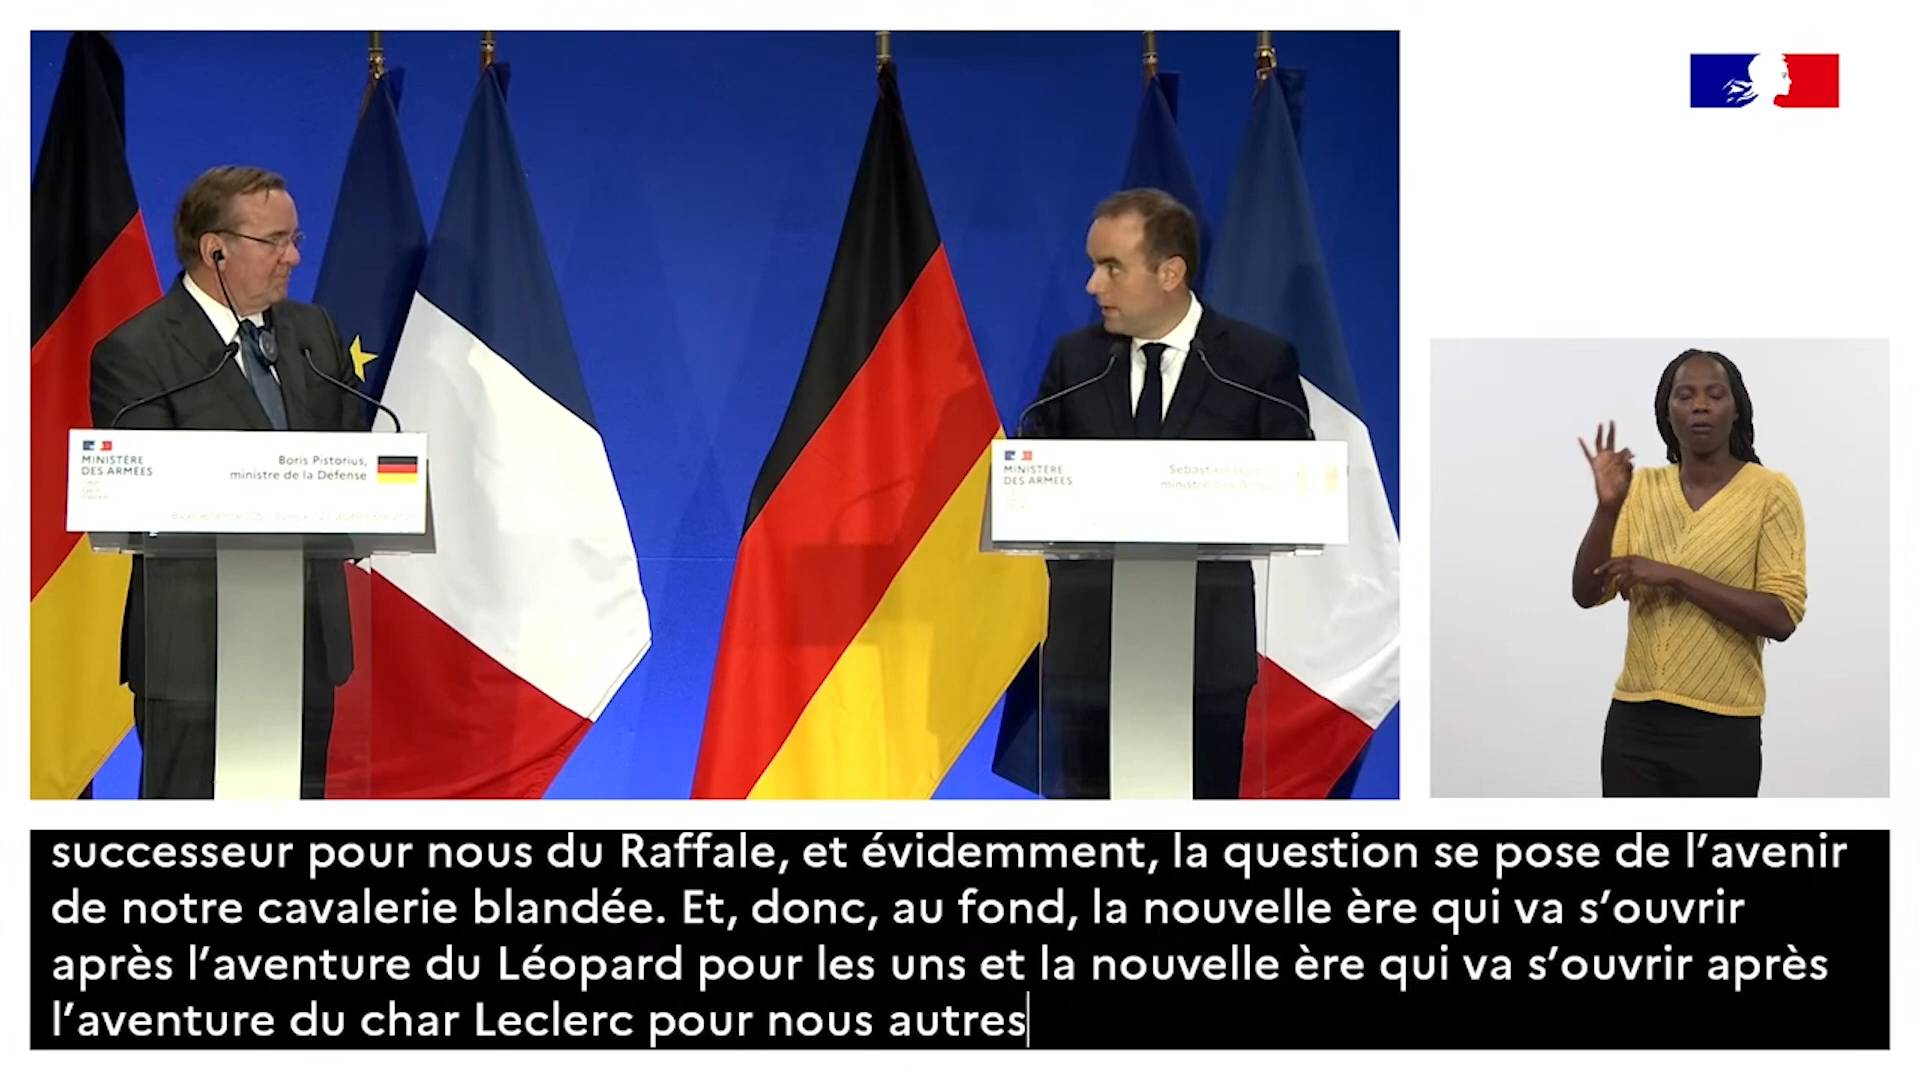 MINISTÈRE
DES ARMÉES
Boris Pistorius,
ministre de la Défense
MINISTÈRE
DES ARMÉES
successeur pour nous du Raffale, et évidemment, la question se pose de l’avenir
de notre cavalerie blandée. Et, donc, au fond, la nouvelle ère qui va s’ouvrir
après l’aventure du Léopard pour les uns et la nouvelle ère qui va s’ouvrir après
l’aventure du char Leclerc pour nous autres